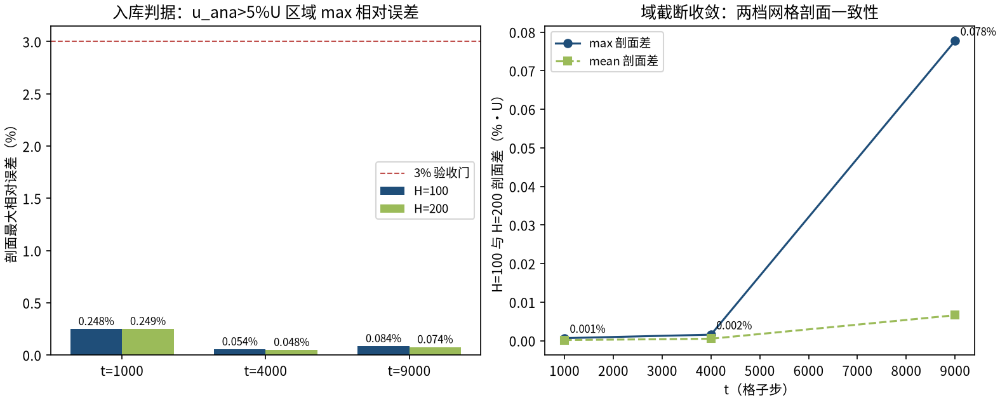 入库判据：u_ana>5%U 区域 max 相对误差
剖面最大相对误差（%）
3.0
2.5
2.0
1.5
1.0
0.5
0.0
3% 验收门
H=100
H=200
0.248%
0.249%
0.054%
0.048%
0.084%
0.074%
t=1000
t=4000
t=9000
域截断收敛：两档网格剖面一致性
H=100 与 H=200 剖面差（%・U）
0.08
0.07
0.06
0.05
0.04
0.03
0.02
0.01
0.00
max 剖面差
mean 剖面差
0.001%
0.002%
0.078%
1000
2000
3000
4000
5000
6000
7000
8000
9000
t（格子步）